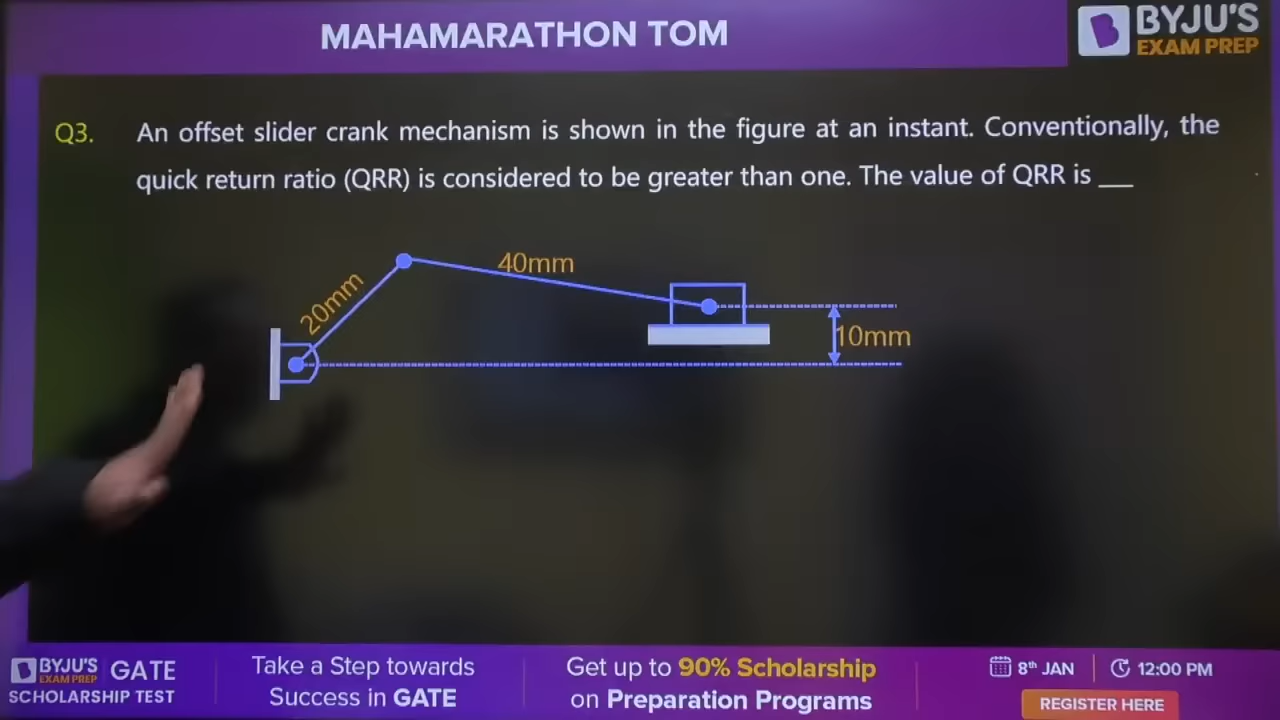 MAHAMARATHON TOM
BYJU'S
EXAM PREP
Q3. An offset slider crank mechanism is shown in the figure at an instant. Conventionally, the
quick return ratio (QRR) is considered to be greater than one. The value of QRR is ___
20mm
40mm
10mm
BYJU'S
EXAM PREP
GATE
SCHOLARSHIP TEST
Take a Step towards
Success in GATE
Get up to 90% Scholarship
on Preparation Programs
8th JAN
12:00 PM
REGISTER HERE